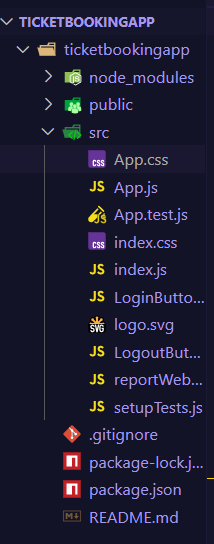 TICKETBOOKINGAPP
ticketbookingapp
node_modules
public
src
css App.css
JS App.js
App.test.js
css index.css
JS index.js
JS LoginButto...
SVG logo.svg
JS LogoutBut...
JS reportWeb...
JS setupTests.js
.gitignore
n package-lock.j...
n package.json
README.md